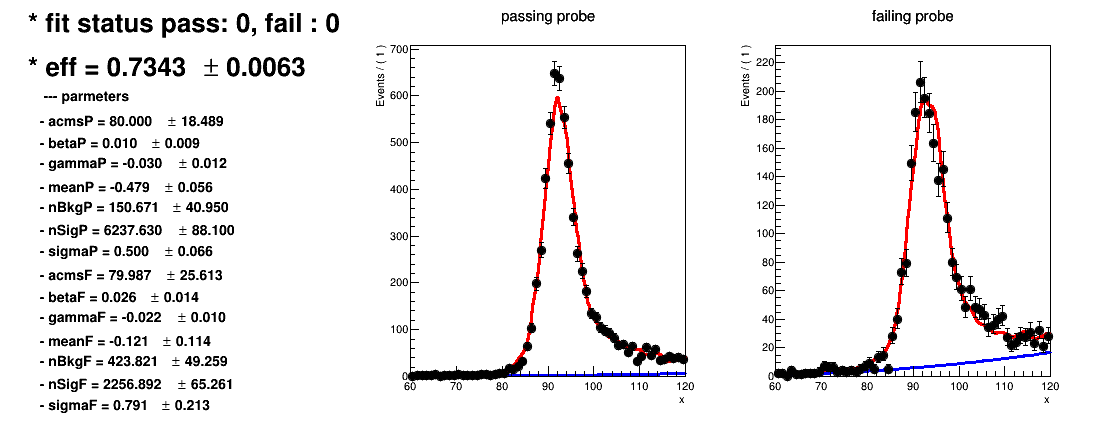 * fit status pass: 0, fail : 0
* eff = 0.7343 ± 0.0063
--- parmeters
- acmsP = 80.000 ± 18.489
- betaP = 0.010 ± 0.009
- gammaP = -0.030 ± 0.012
- meanP = -0.479 ± 0.056
- nBkgP = 150.671 ± 40.950
- nSigP = 6237.630 ± 88.100
- sigmaP = 0.500 ± 0.066
- acmsF = 79.987 ± 25.613
- betaF = 0.026 ± 0.014
- gammaF = -0.022 ± 0.010
- meanF = -0.121 ± 0.114
- nBkgF = 423.821 ± 49.259
- nSigF = 2256.892 ± 65.261
- sigmaF = 0.791 ± 0.213
passing probe
Events / ( 1 )
700
600
500
400
300
200
100
0
60 70 80 90 100 110 120
x
failing probe
Events / ( 1 )
220
200
180
160
140
120
100
80
60
40
20
0
60 70 80 90 100 110 120
x